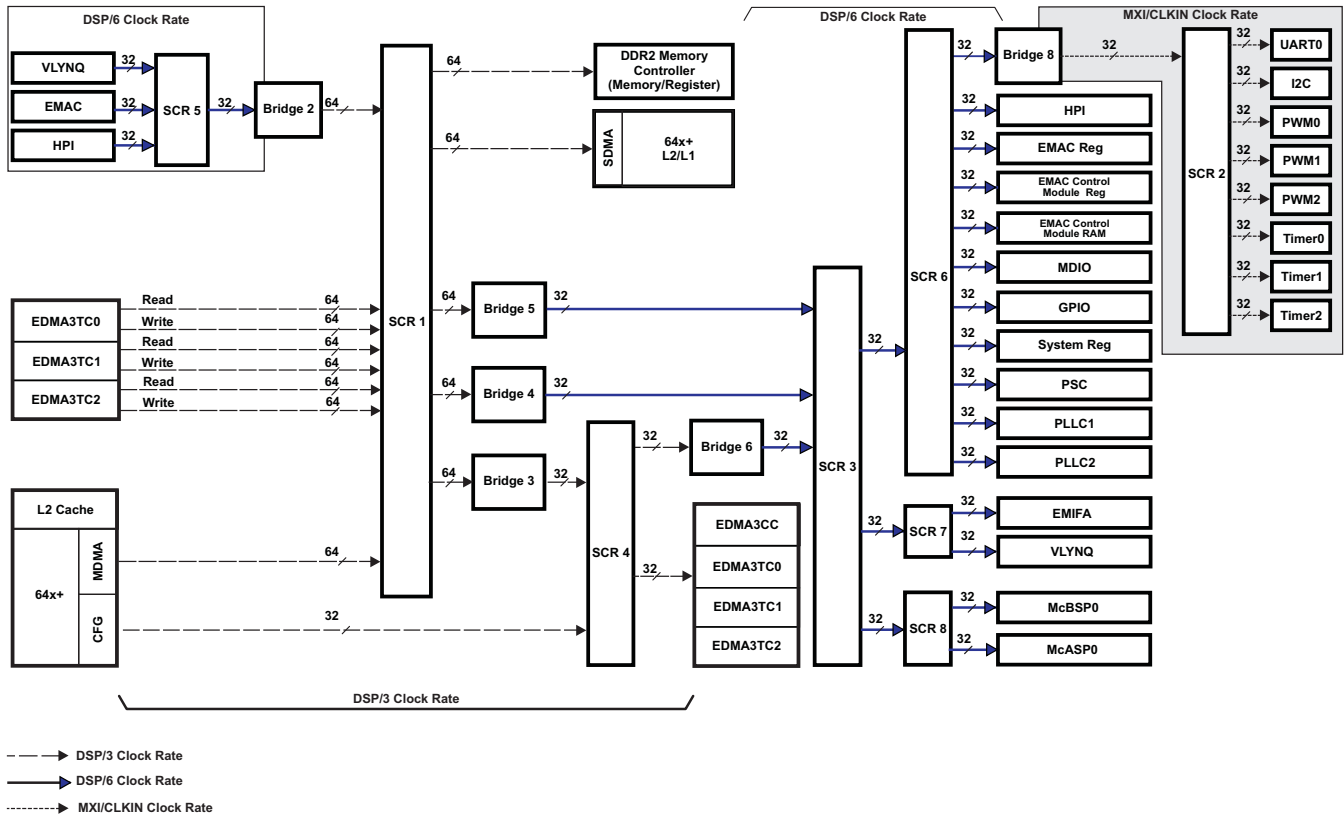 DSP/6 Clock Rate
VLYNQ
32
EMAC
32
HPI
32
SCR 5
32
Bridge 2
64
EDMA3TC0
EDMA3TC1
EDMA3TC2
Read
64
Write
64
Read
64
Write
64
Read
64
Write
64
L2 Cache
64x+
MDMA
CFG
64
32
SCR 1
64
DDR2 Memory
Controller
(Memory/Register)
64
SDMA
64x+
L2/L1
64
Bridge 5
32
64
Bridge 4
32
64
Bridge 3
32
SCR 4
32
Bridge 6
32
32
EDMA3CC
EDMA3TC0
EDMA3TC1
EDMA3TC2
DSP/3 Clock Rate
SCR 3
32
32
32
DSP/6 Clock Rate
SCR 6
32
Bridge 8
32
32
HPI
32
EMAC Reg
32
EMAC Control
Module Reg
32
EMAC Control
Module RAM
32
MDIO
32
GPIO
32
System Reg
32
PSC
32
PLLC1
32
PLLC2
SCR 7
32
EMIFA
32
VLYNQ
SCR 8
32
McBSP0
32
McASP0
MXI/CLKIN Clock Rate
SCR 2
32
UART0
32
I2C
32
PWM0
32
PWM1
32
PWM2
32
Timer0
32
Timer1
32
Timer2
DSP/3 Clock Rate
DSP/6 Clock Rate
MXI/CLKIN Clock Rate